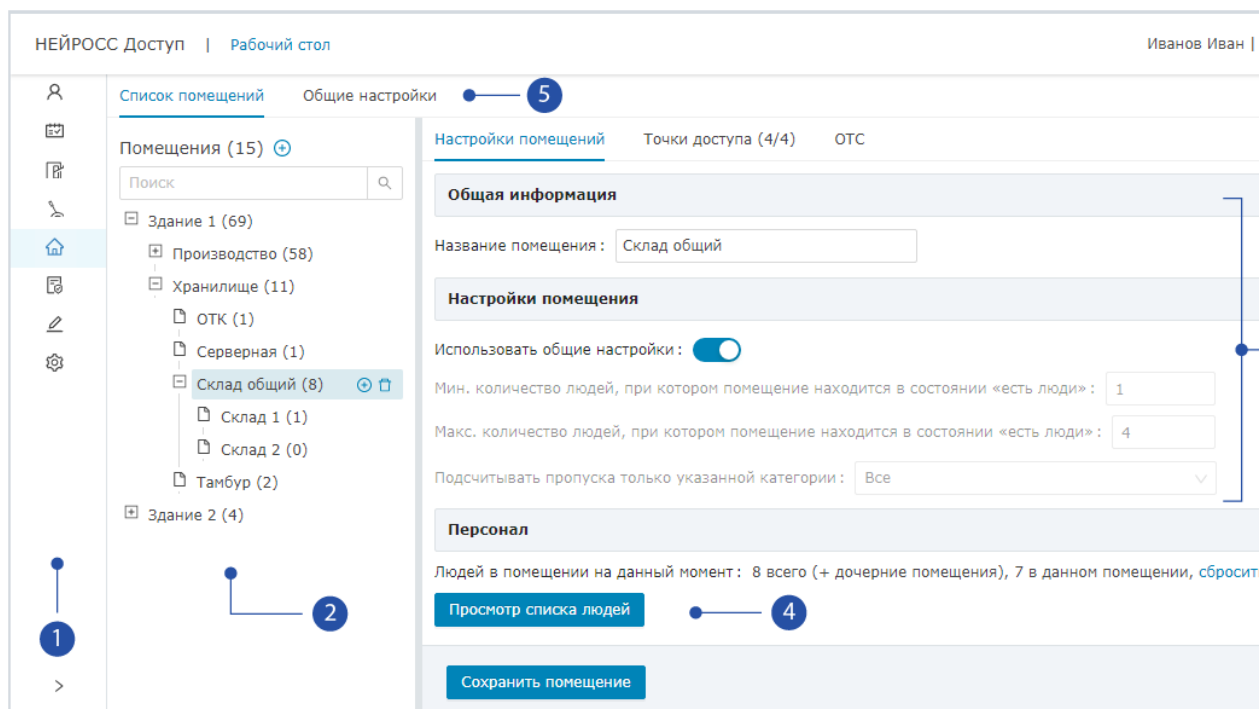 НЕЙРОСС Доступ | Рабочий стол
Иванов Иван |
Список помещений Общие настройки
5
Помещения (15)
Поиск
Здание 1 (69)
Производство (58)
Хранилище (11)
ОТК (1)
Серверная (1)
Склад общий (8)
Склад 1 (1)
Склад 2 (0)
Тамбур (2)
Здание 2 (4)
1
2
Настройки помещений Точки доступа (4/4) ОТС
Общая информация
Название помещения : Склад общий
Настройки помещения
Использовать общие настройки :
Мин. количество людей, при котором помещение находится в состоянии «есть люди» : 1
Макс. количество людей, при котором помещение находится в состоянии «есть люди» : 4
Подсчитывать пропуска только указанной категории : Все
Персонал
Людей в помещении на данный момент : 8 всего (+ дочерние помещения), 7 в данном помещении, сбросит
Просмотр списка людей
4
Сохранить помещение